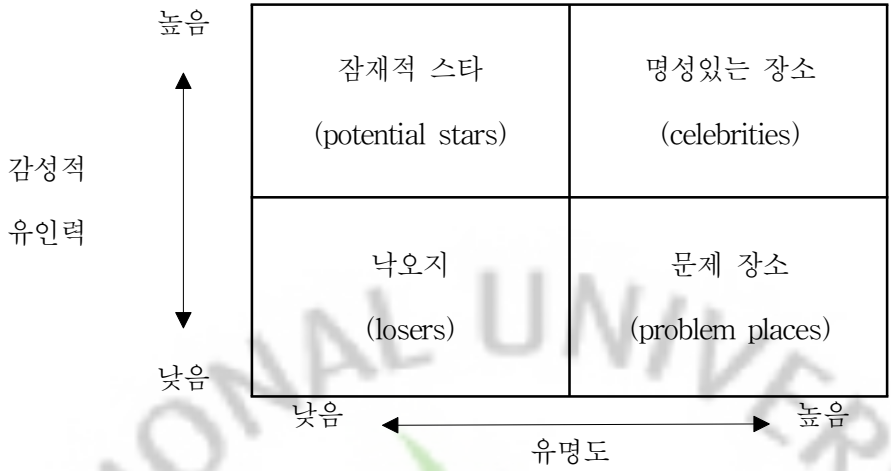 높음
잠재적 스타
(potential stars)
명성있는 장소
(celebrities)
감성적
유인력
낙오지
(losers)
문제 장소
(problem places)
낮음
낮음
높음
유명도
ONAL UNIVER